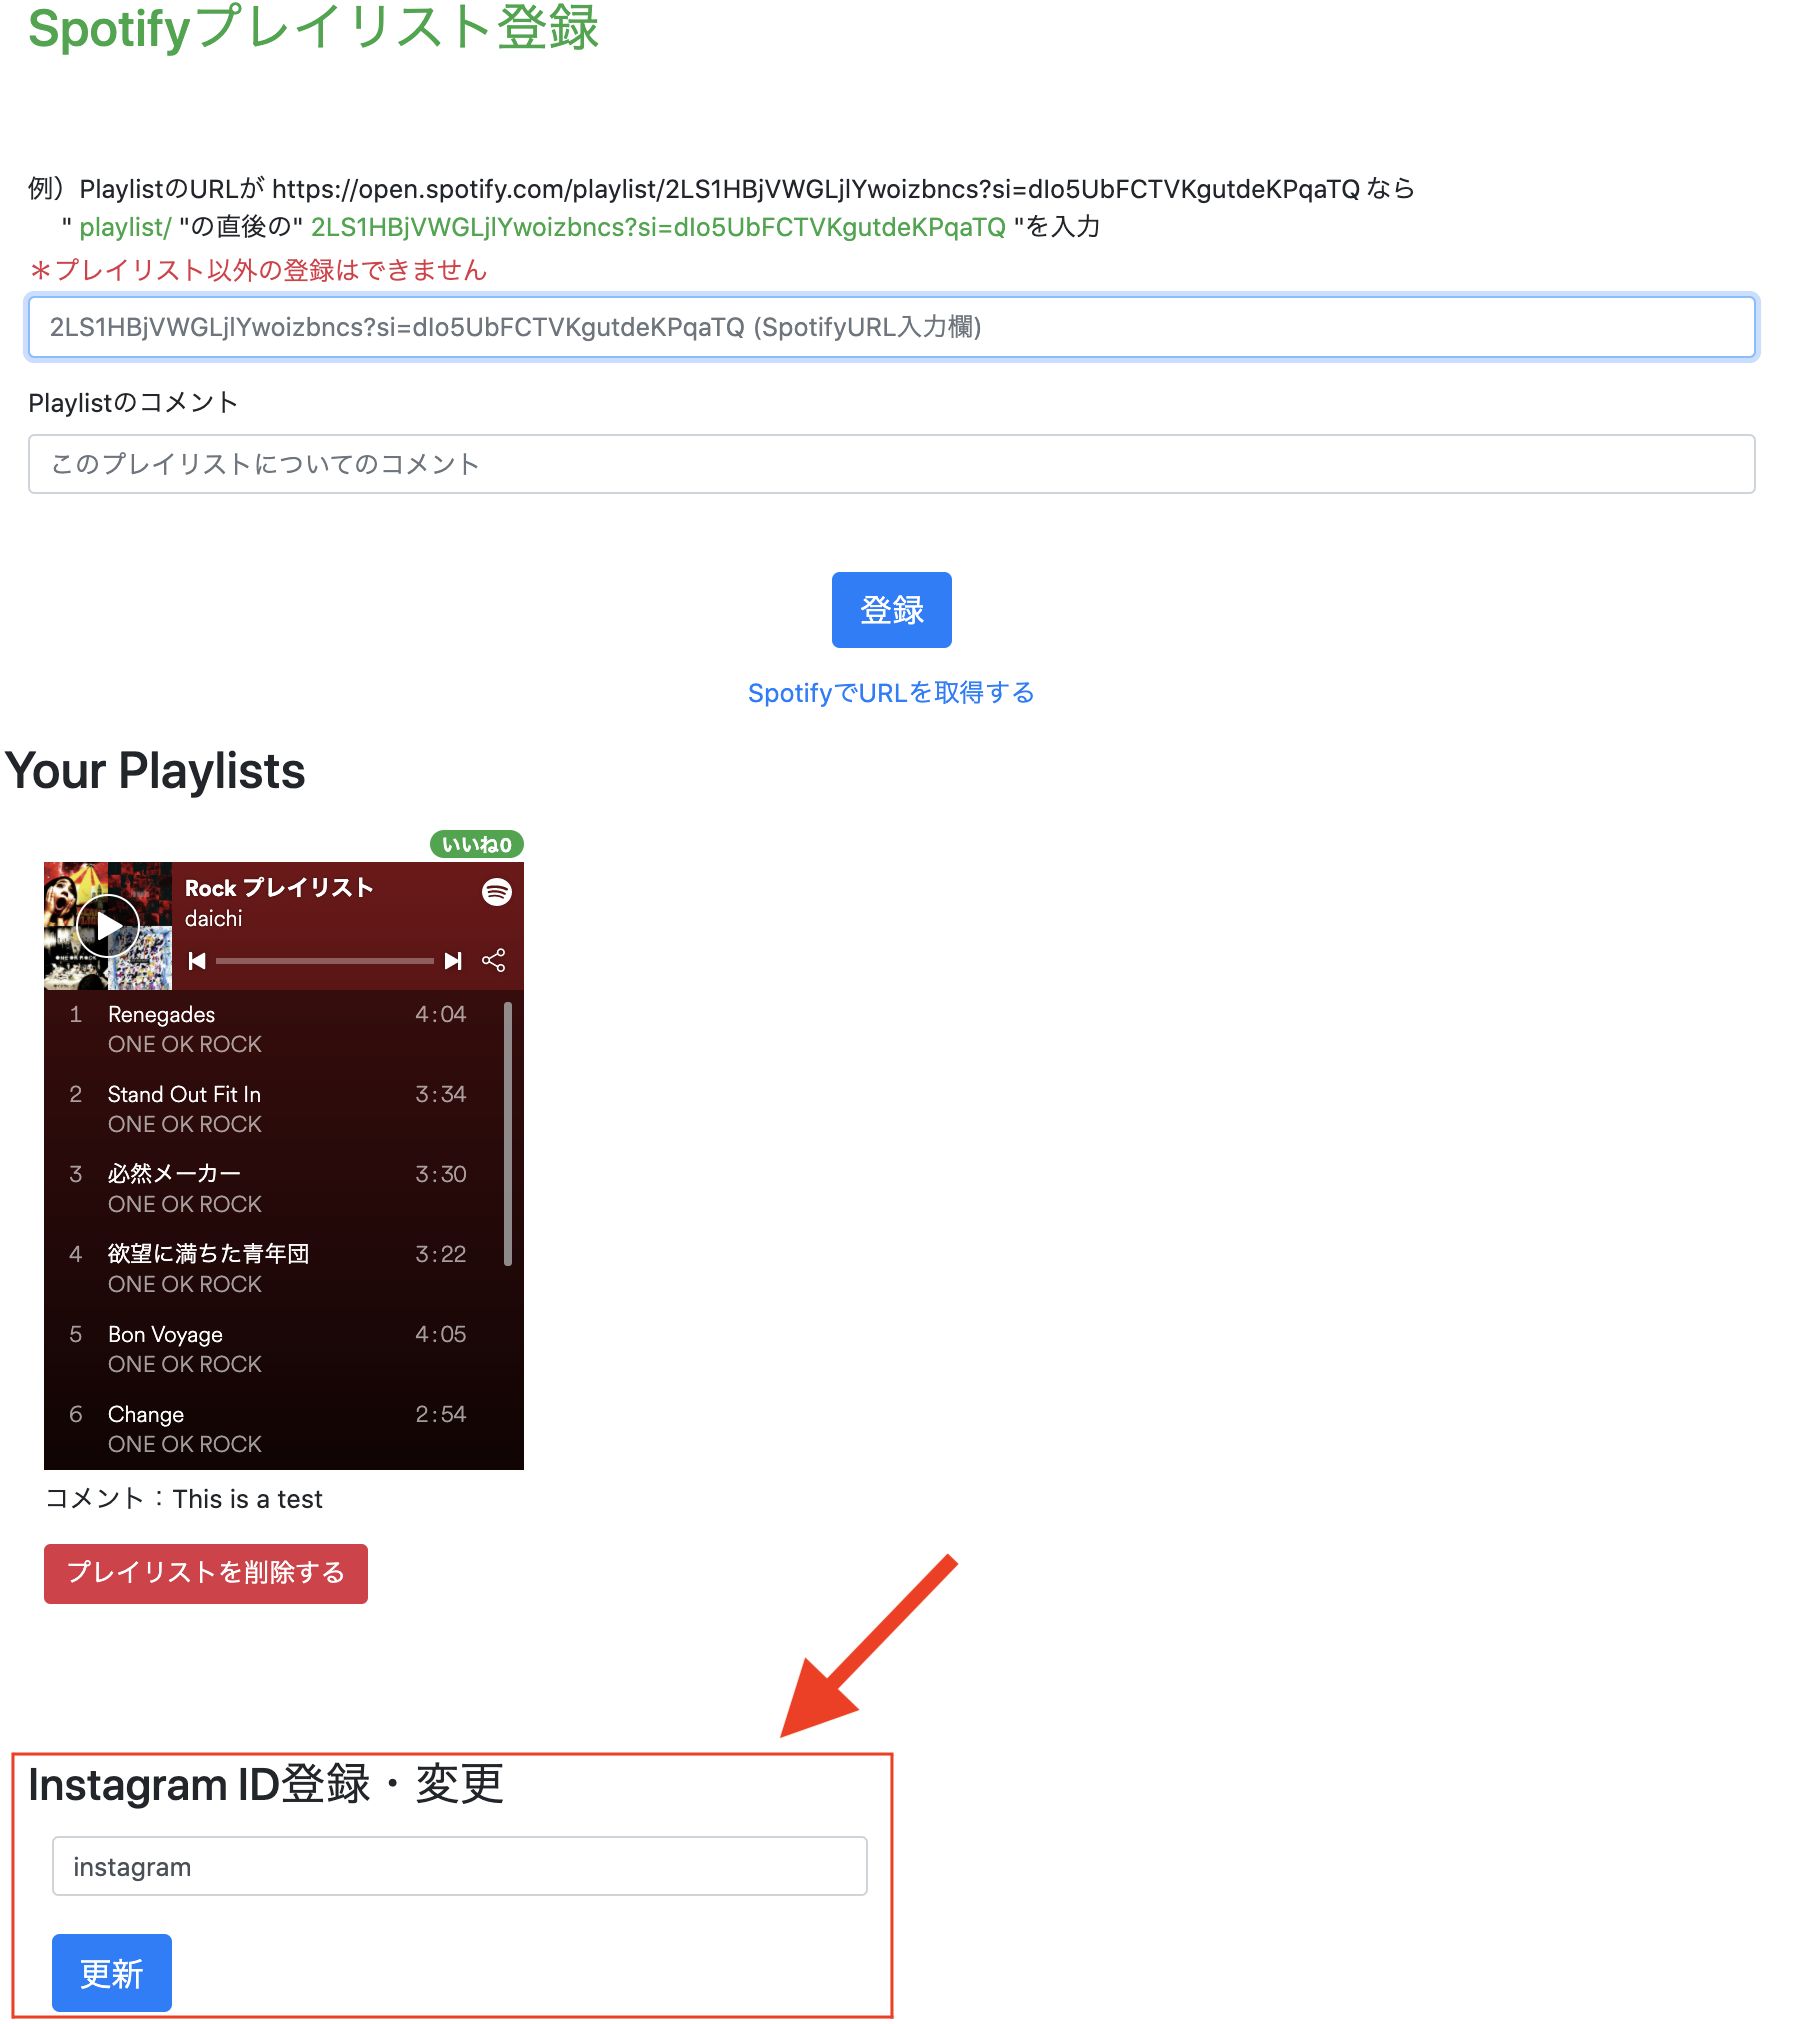 Spotifyプレイリスト登録
例）PlaylistのURLが https://open.spotify.com/playlist/2LS1HBjVWGLjlYwoizbncs?si=dIo5UbFCTVKgutdeKPqaTQ なら
" playlist/ "の直後の" 2LS1HBjVWGLjlYwoizbncs?si=dIo5UbFCTVKgutdeKPqaTQ "を入力
＊プレイリスト以外の登録はできません
2LS1HBjVWGLjlYwoizbncs?si=dIo5UbFCTVKgutdeKPqaTQ (SpotifyURL入力欄)
Playlistのコメント
このプレイリストについてのコメント
登録
SpotifyでURLを取得する
Your Playlists
いいね0
Rock プレイリスト
daichi
ONE OK ROCK
1 Renegades 4:04
ONE OK ROCK
2 Stand Out Fit In 3:34
ONE OK ROCK
3 必然メーカー 3:30
ONE OK ROCK
4 欲望に満ちた青年団 3:22
ONE OK ROCK
5 Bon Voyage 4:05
ONE OK ROCK
6 Change 2:54
ONE OK ROCK
コメント：This is a test
プレイリストを削除する
Instagram ID登録・変更
instagram
更新